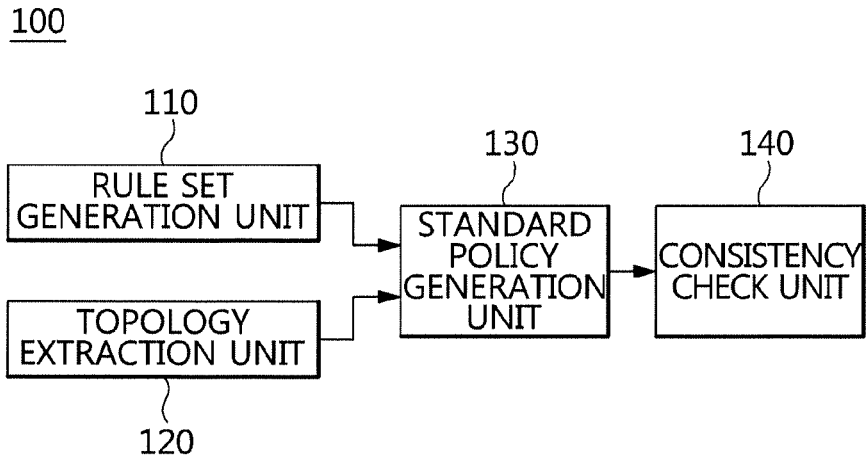 100
110
RULE SET
GENERATION UNIT
130
STANDARD
POLICY
GENERATION
UNIT
140
CONSISTENCY
CHECK UNIT
TOPOLOGY
EXTRACTION UNIT
120